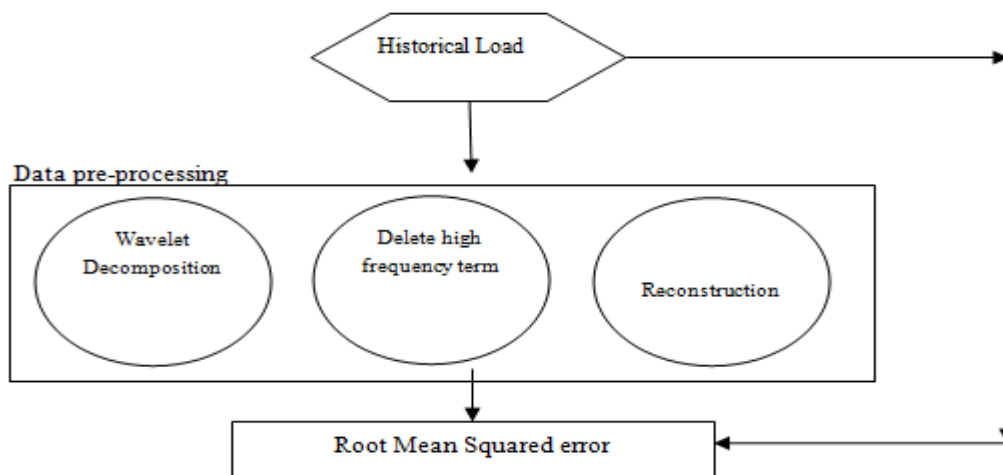 Historical Load
Data pre-processing
Wavelet
Decomposition
Delete high
frequency term
Reconstruction
Root Mean Squared error